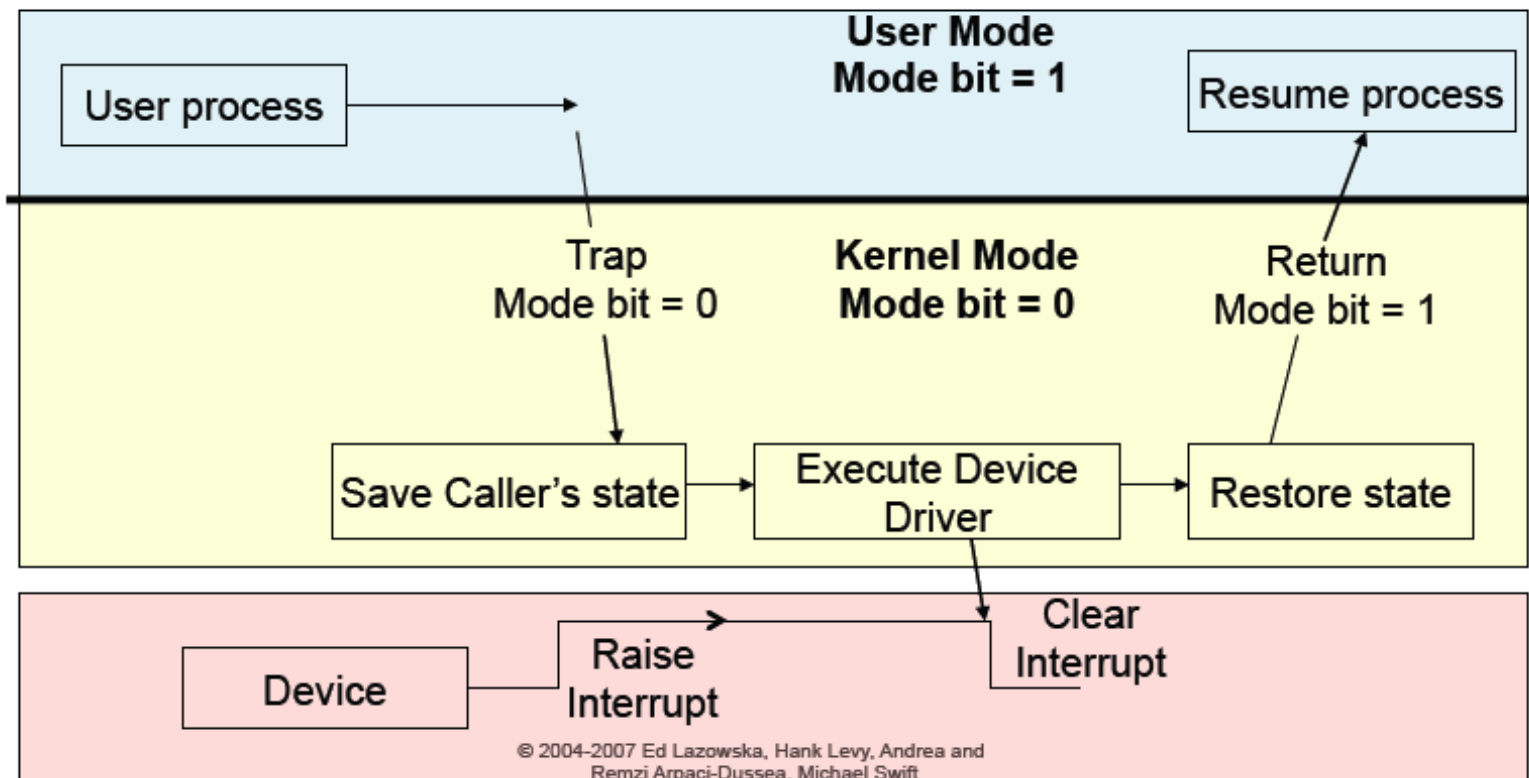 User Mode
Mode bit = 1
User process
Resume process
Trap
Mode bit = 0
Kernel Mode
Mode bit = 0
Return
Mode bit = 1
Save Caller's state
Execute Device
Driver
Restore state
Device
Raise
Interrupt
Clear
Interrupt
© 2004-2007 Ed Lazowska, Hank Levy, Andrea and
Remzi Arpaci-Dussea, Michael Swift